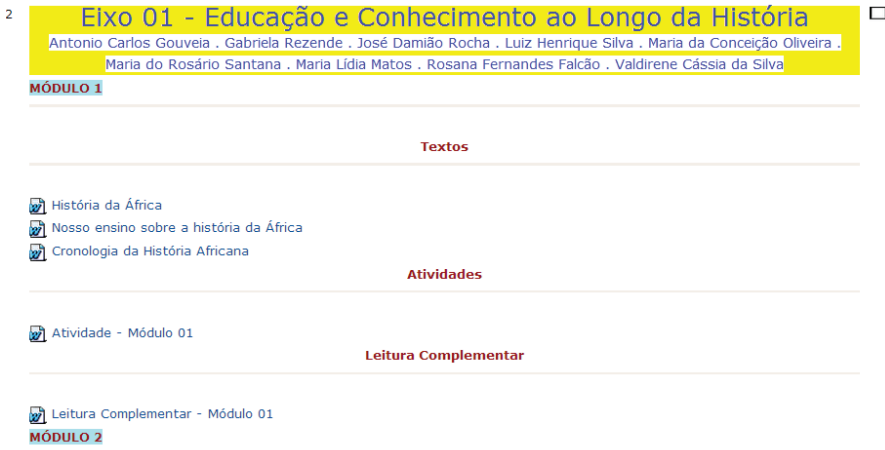 2
Eixo 01 - Educação e Conhecimento ao Longo da História
Antonio Carlos Gouveia . Gabriela Rezende . José Damião Rocha . Luiz Henrique Silva . Maria da Conceição Oliveira .
Maria do Rosário Santana . Maria Lídia Matos . Rosana Fernandes Falcão . Valdirene Cássia da Silva
MÓDULO 1
Textos
História da África
Nosso ensino sobre a história da África
Cronologia da História Africana
Atividades
Atividade - Módulo 01
Leitura Complementar
Leitura Complementar - Módulo 01
MÓDULO 2